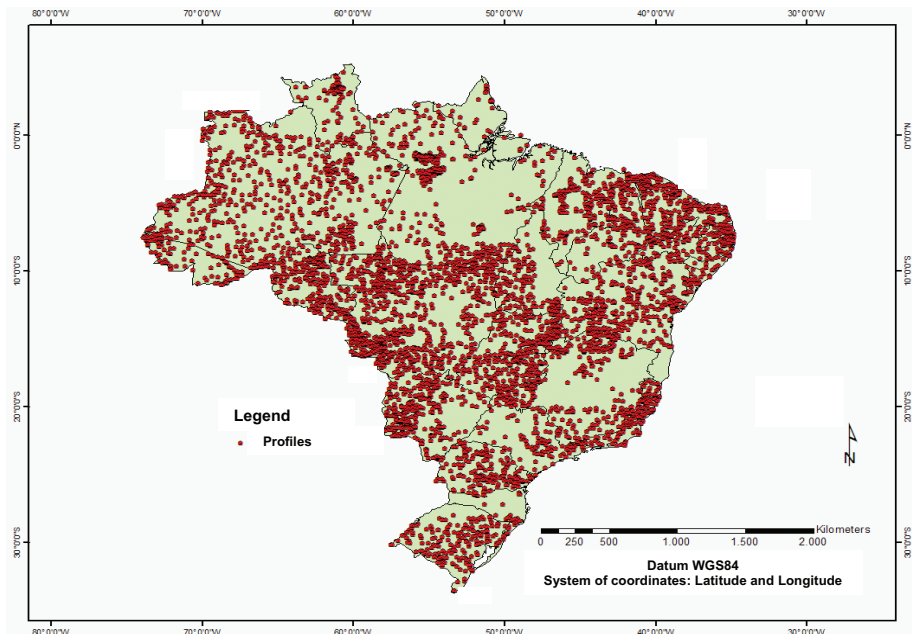 80°0'0"W 70°0'0"W 60°0'0"W 50°0'0"W 40°0'0"W 30°0'0"W
0°0'0"N 0°0'0"N
10°0'0"S 10°0'0"S
20°0'0"S 20°0'0"S
Legend
Profiles
N
30°0'0"S 30°0'0"S
Kilometers
0 250 500 1.000 1.500 2.000
Datum WGS84
System of coordinates: Latitude and Longitude
80°0'0"W 70°0'0"W 60°0'0"W 50°0'0"W 40°0'0"W 30°0'0"W